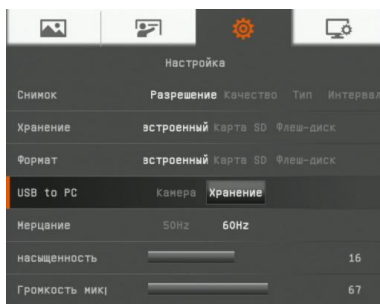 Настройка
Снимок Разрешение Качество Тип Интервал
Хранение встроенный Карта SD Флеш-диск
Формат встроенный Карта SD Флеш-диск
USB to PC Камера Хранение
Мерцание 50Hz 60Hz
насыщенность 16
Громкость мик 67